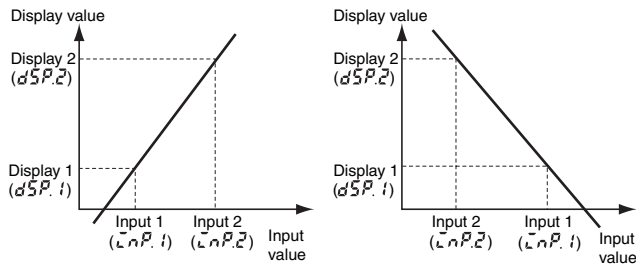 Display value
Display 2
(dSP.2)
Display 1
(dSP.1)
Input 1
(inP.1)
Input 2
(inP.2)
Input
value
Display value
Display 2
(dSP.2)
Display 1
(dSP.1)
Input 2
(inP.2)
Input 1
(inP.1)
Input
value